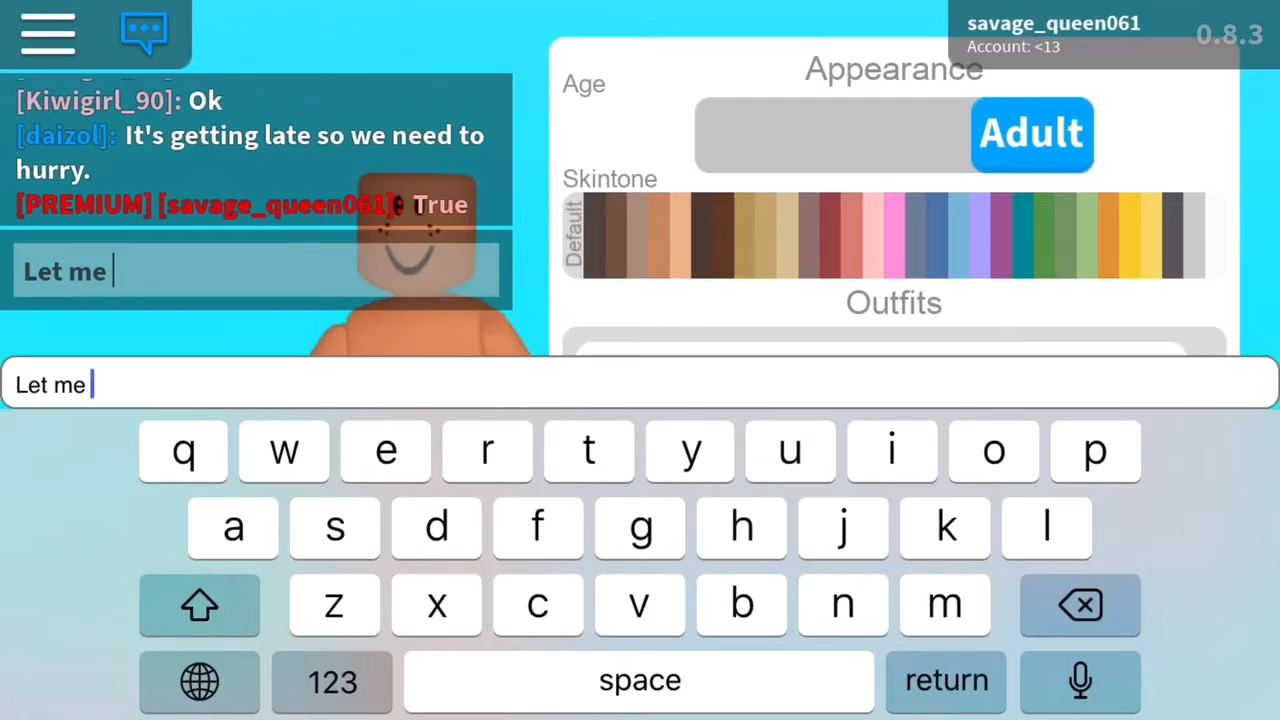 savage_queen061
Account: <13
0.8.3
[Kiwigirl_90]: Ok
[daizol]: It's getting late so we need to
hurry.
[PREMIUM] [savage_queen061]: True
Let me
Appearance
Age
Adult
Skintone
Default
Outfits
Let me
q w e r t y u i o p
a s d f g h j k l
z x c v b n m
123 space return